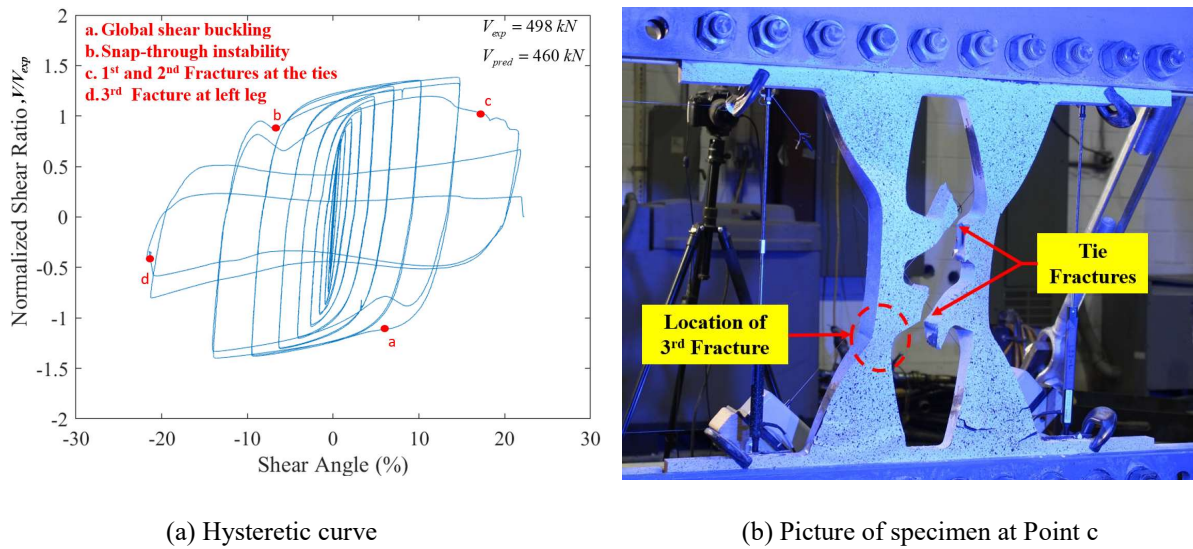 a. Global shear buckling
b. Snap-through instability
c. 1st and 2nd Fractures at the ties
d. 3rd Facture at left leg
V_exp = 498 kN
V_pred = 460 kN
Normalized Shear Ratio ,V/V_exp
2
1.5
1
0.5
0
-0.5
-1
-1.5
-2
-30
-20
-10
0
10
20
30
Shear Angle (%)
a
b
c
d
Tie
Fractures
Location of
3rd Fracture
(a) Hysteretic curve
(b) Picture of specimen at Point c